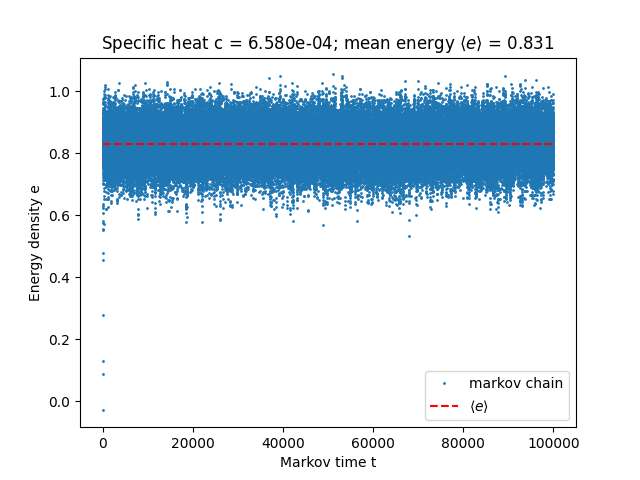 Specific heat c = 6.580e-04; mean energy ⟨e⟩ = 0.831
Energy density e
1.0
0.8
0.6
0.4
0.2
0.0
markov chain
⟨e⟩
0 20000 40000 60000 80000 100000
Markov time t